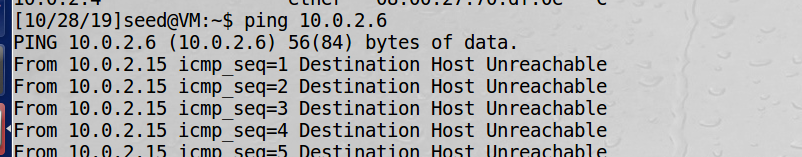 [10/28/19]seed@VM:~$ ping 10.0.2.6
PING 10.0.2.6 (10.0.2.6) 56(84) bytes of data.
From 10.0.2.15 icmp_seq=1 Destination Host Unreachable
From 10.0.2.15 icmp_seq=2 Destination Host Unreachable
From 10.0.2.15 icmp_seq=3 Destination Host Unreachable
From 10.0.2.15 icmp_seq=4 Destination Host Unreachable
From 10.0.2.15 icmp_seq=5 Destination Host Unreachable